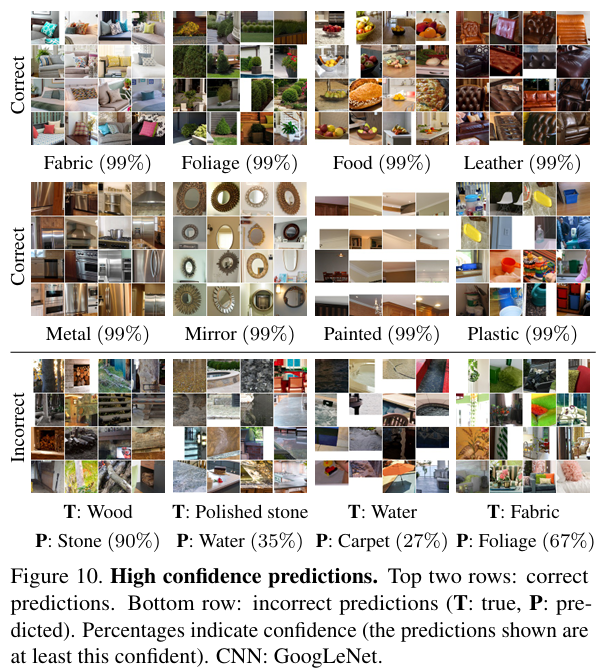 Correct
Fabric (99%) Foliage (99%) Food (99%) Leather (99%)
Correct
Metal (99%) Mirror (99%) Painted (99%) Plastic (99%)
Incorrect
T: Wood T: Polished stone T: Water T: Fabric
P: Stone (90%) P: Water (35%) P: Carpet (27%) P: Foliage (67%)
Figure 10. High confidence predictions. Top two rows: correct
predictions. Bottom row: incorrect predictions (T: true, P: pre-
dicted). Percentages indicate confidence (the predictions shown are
at least this confident). CNN: GoogLeNet.